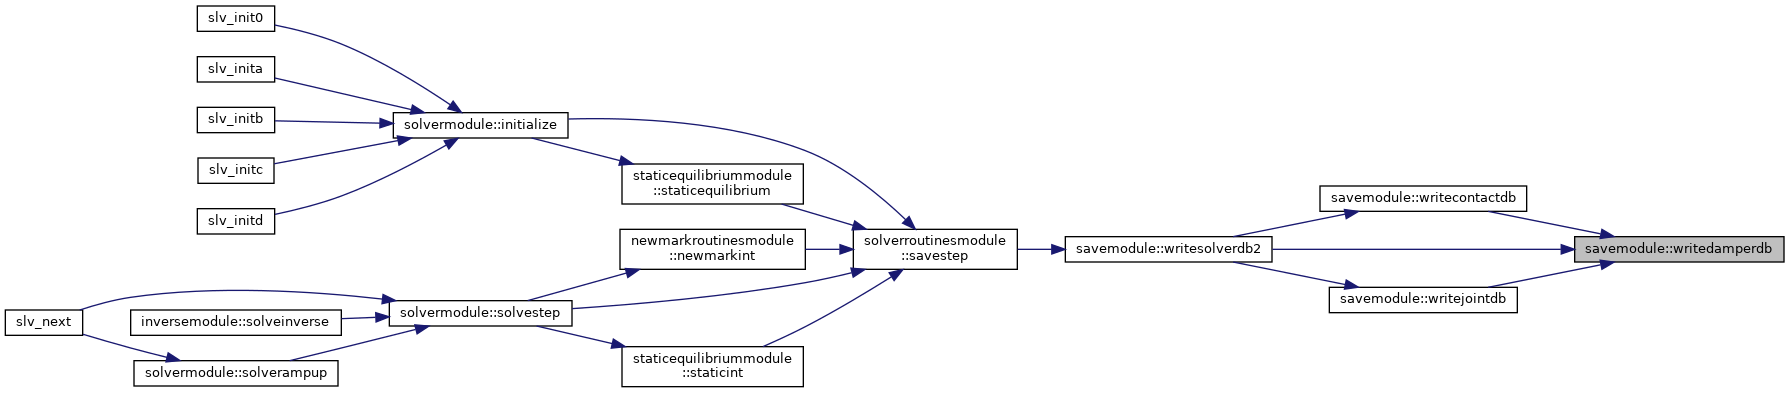 slv_init0
slv_inita
slv_initb
slv_initc
slv_initd
solvermodule::initialize
staticequilibriummodule
::staticequilibrium
newmarkroutinesmodule
::newmarkint
solverroutinesmodule
::savestep
savemodule::writesolverdb2
savemodule::writecontactdb
savemodule::writedamperdb
savemodule::writejointdb
slv_next
inversemodule::solveinverse
solvermodule::solvestep
solvermodule::solverampup
staticequilibriummodule
::staticint